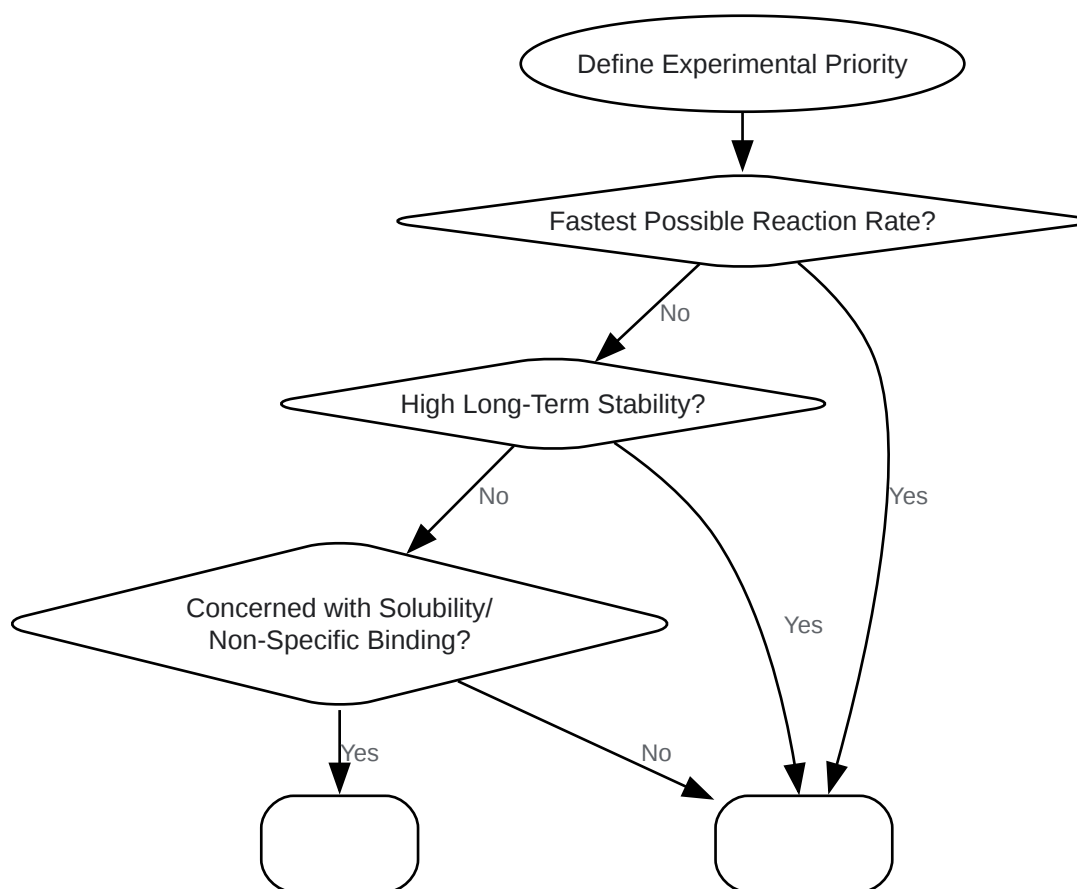 Define Experimental Priority
Fastest Possible Reaction Rate?
No
High Long-Term Stability?
No
Yes
Concerned with Solubility/
Non-Specific Binding?
Yes
Yes
No